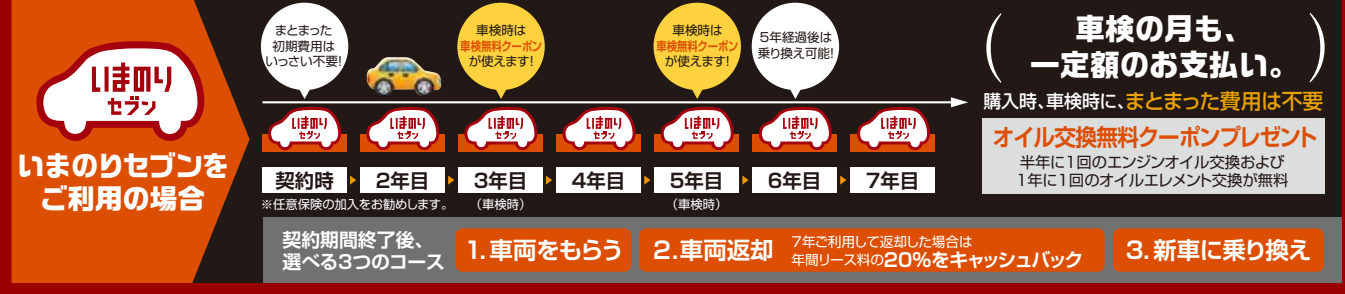 いまのり
セブン
いまのりセブンを
ご利用の場合
まとまった
初期費用は
いっさい不要!
車検時は
車検無料クーポン
が使えます!
車検時は
車検無料クーポン
が使えます!
5年経過後は
乗り換え可能!
いまのり
セブン
いまのり
セブン
いまのり
セブン
いまのり
セブン
いまのり
セブン
いまのり
セブン
いまのり
セブン
契約時
2年目
3年目
4年目
5年目
6年目
7年目
※任意保険の加入をお勧めします。
（車検時）
（車検時）
（車検の月も、
一定額のお支払い。）
購入時、車検時に、まとまった費用は不要
オイル交換無料クーポンプレゼント
半年に1回のエンジンオイル交換および
1年に1回のオイルエレメント交換が無料
契約期間終了後、
選べる3つのコース
1.車両をもらう
2.車両返却
7年ご利用して返却した場合は
年間リース料の20%をキャッシュバック
3.新車に乗り換え